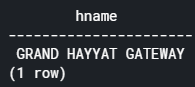 hname
-----------------------
GRAND HAYYAT GATEWAY
(1 row)